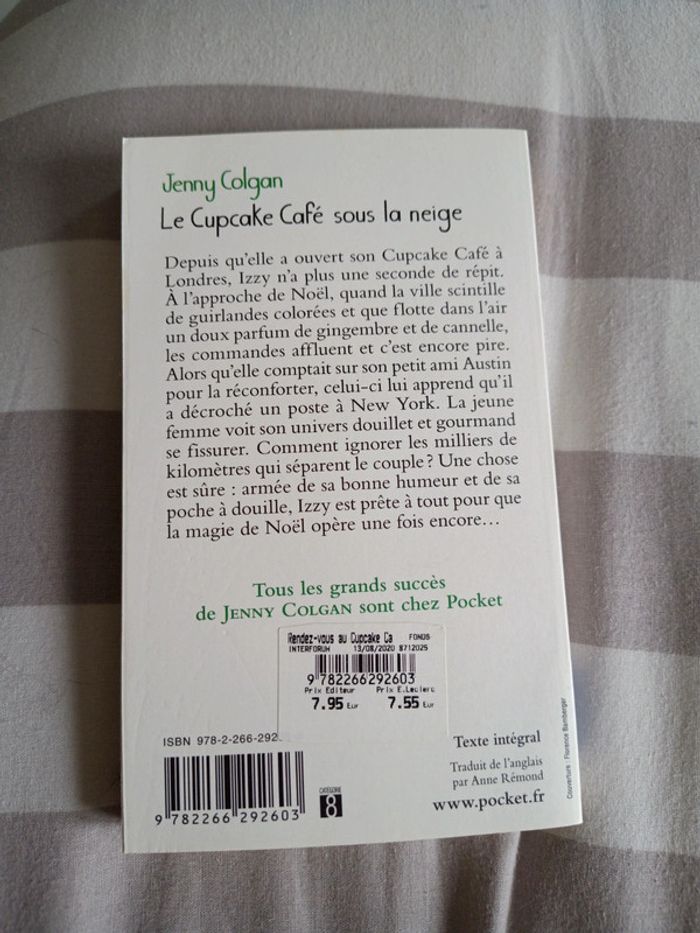 Jenny Colgan
Le Cupcake Café sous la neige
Depuis qu'elle a ouvert son Cupcake Café à
Londres, Izzy n'a plus une seconde de répit.
À l'approche de Noël, quand la ville scintille
de guirlandes colorées et que flotte dans l'air
un doux parfum de gingembre et de cannelle,
les commandes affluent et c'est encore pire.
Alors qu'elle comptait sur son petit ami Austin
pour la réconforter, celui-ci lui apprend qu'il
a décroché un poste à New York. La jeune
femme voit son univers douillet et gourmand
se fissurer. Comment ignorer les milliers de
kilomètres qui séparent le couple ? Une chose
est sûre : armée de sa bonne humeur et de sa
poche à douille, Izzy est prête à tout pour que
la magie de Noël opère une fois encore…
Tous les grands succès
de JENNY COLGAN sont chez Pocket
Rendez-vous au Cupcake Ca FONDS
INTERFORUM 13/08/2020 8712025
9 782266 292603
Prix Editeur Prix E.Leclerc
7.95 Eur 7.55 Eur
ISBN 978-2-266-292
9 782266 292603
CATÉGORIE
8
Texte intégral
Traduit de l'anglais
par Anne Rémond
www.pocket.fr
Couverture : Florence Bamberger